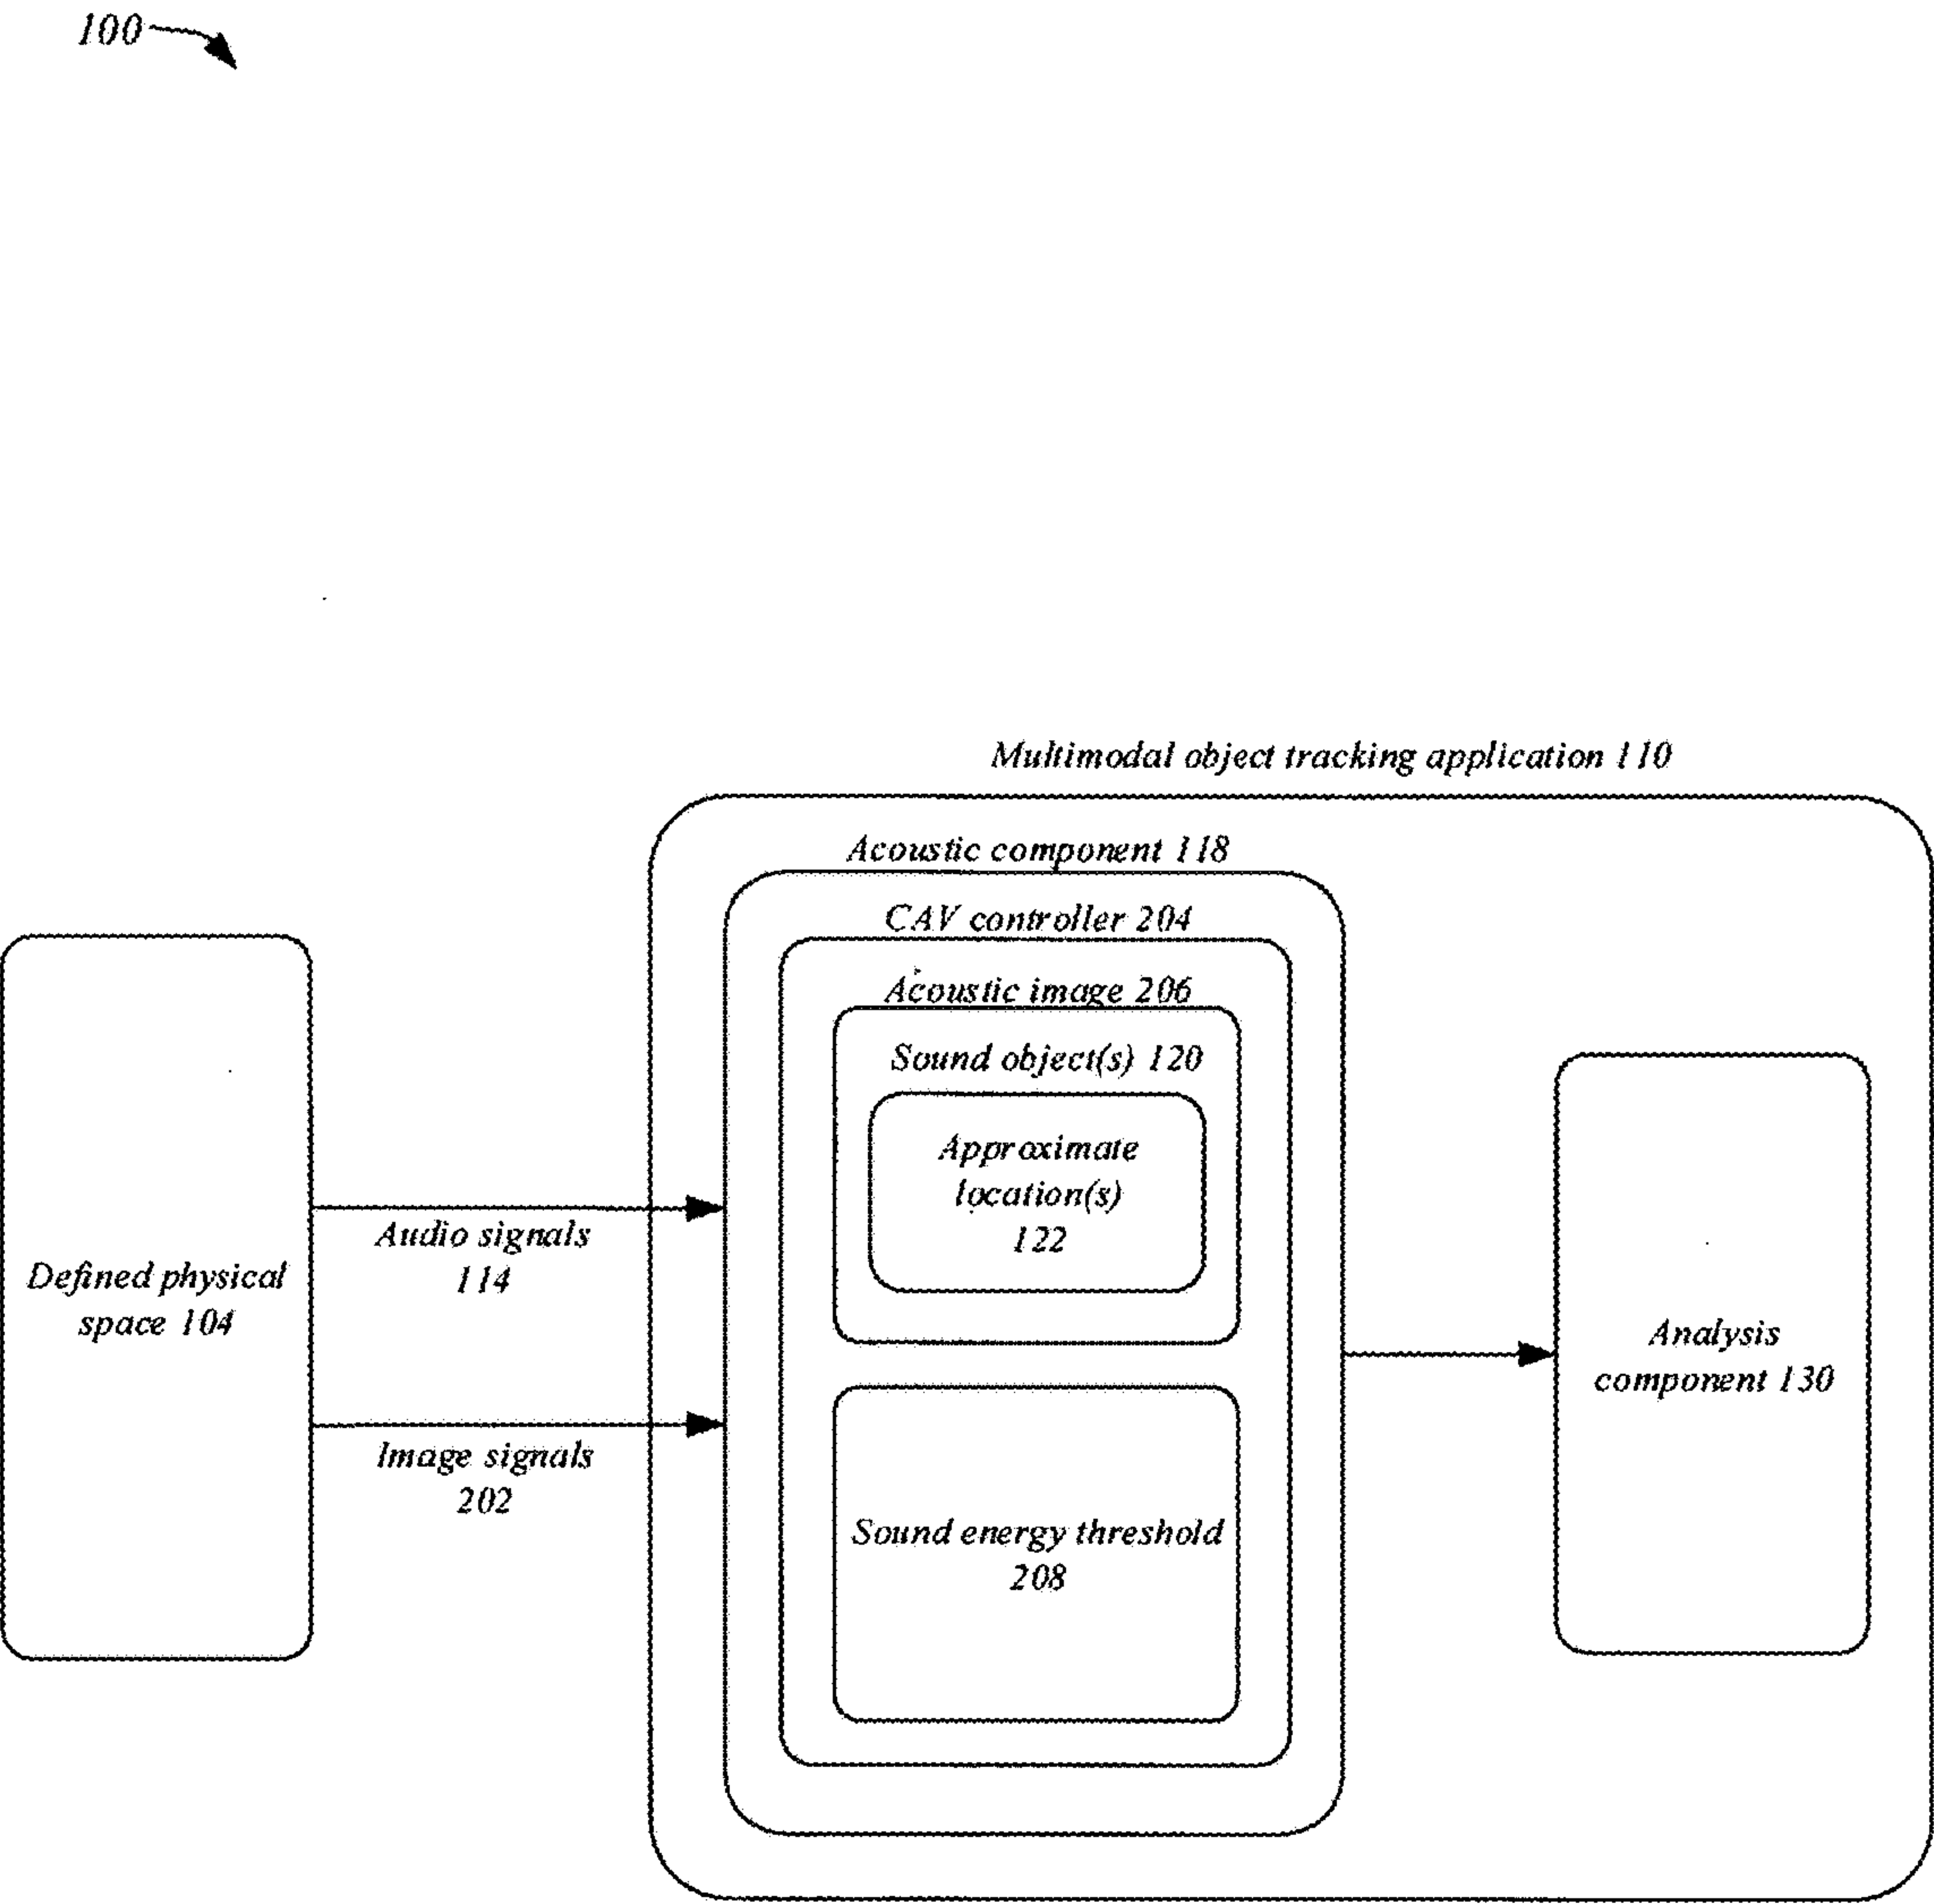 100
Multimodal object tracking application 110
Acoustic component 118
CAV controller 204
Acoustic image 206
Sound object(s) 120
Approximate
location(s)
122
Audio signals
114
Defined physical
space 104
Analysis
component 130
Image signals
202
Sound energy threshold
208